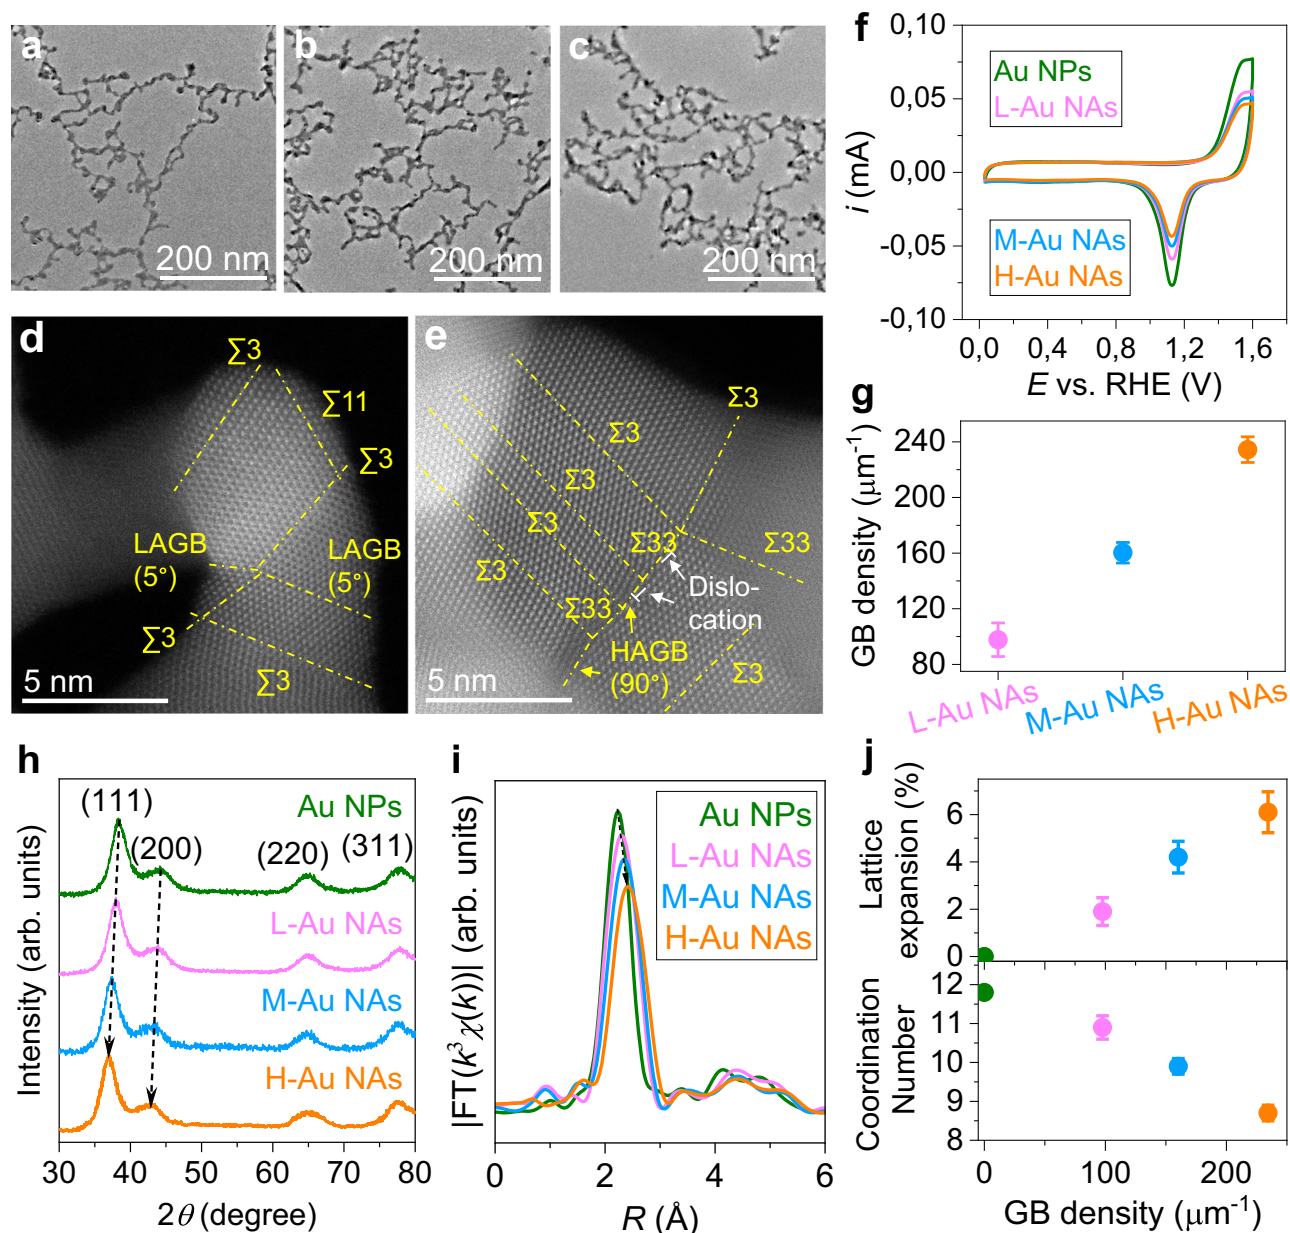 a
200 nm
b
200 nm
c
200 nm
d
∑3
∑11
∑3
LAGB
(5°)
LAGB
(5°)
∑3
∑3
5 nm
e
Σ3
Σ3
Σ3
Σ3
Σ3
Σ33
Σ33
Σ33
Dislo-
cation
HAGB
(90°)
Σ3
5 nm
f
0,10
0,05
0,00
-0,05
-0,10
i (mA)
Au NPs
L-Au NAs
M-Au NAs
H-Au NAs
0,0 0,4 0,8 1,2 1,6
E vs. RHE (V)
g
GB density (μm⁻¹)
240
200
160
120
80
L-Au NAs
M-Au NAs
H-Au NAs
h
Intensity (arb. units)
(111)
(200)
(220)
(311)
Au NPs
L-Au NAs
M-Au NAs
H-Au NAs
30 40 50 60 70 80
2θ (degree)
i
|FT(k³χ(k))| (arb. units)
Au NPs
L-Au NAs
M-Au NAs
H-Au NAs
0 2 4 6
R (Å)
j
Lattice
expansion (%)
6
4
2
0
Coordination
Number
12
11
10
9
8
0 100 200
GB density (μm⁻¹)